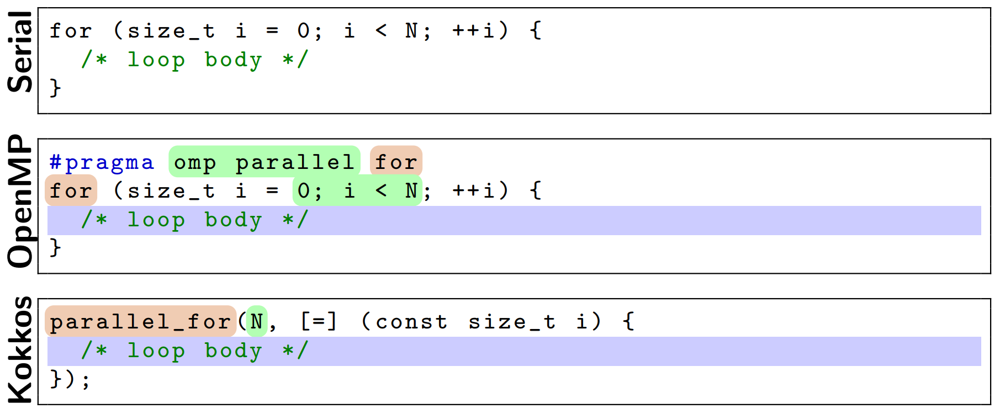 Serial
for (size_t i = 0; i < N; ++i) {
  /* loop body */
}
OpenMP
#pragma omp parallel for
for (size_t i = 0; i < N; ++i) {
  /* loop body */
}
Kokkos
parallel_for(N, [=] (const size_t i) {
  /* loop body */
});